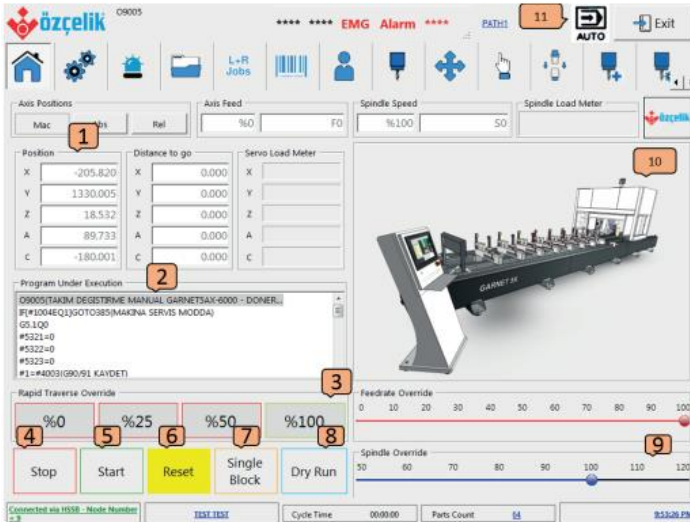 özçelik
O9005
**** **** EMG Alarm ****
PATH1
11
AUTO
Exit
L+R
Jobs
Axis Positions
Mac
Abs
Rel
1
Axis Feed
%0
F0
Spindle Speed
%100
S0
Spindle Load Meter
özçelik
Position
X -205.820
Y 1330.005
Z 18.532
A 89.733
C -180.001
Distance to go
X 0.000
Y 0.000
Z 0.000
A 0.000
C 0.000
Servo Load Meter
X
Y
Z
A
C
10
GARNET 5X
2
Program Under Execution
O9005(TAKIM DEGISTIRME MANUAL GARNET5AX-6000 - DONER...
IF[#1004EQ1]GOTO385(MAKINA SERVIS MODDA)
G5.1Q0
#5321=0
#5322=0
#5323=0
#1=#4003(G90/91 KAYDET)
Rapid Traverse Override
3
%0
%25
%50
%100
Feedrate Override
0 10 20 30 40 50 60 70 80 90 100
4
5
6
7
8
Stop
Start
Reset
Single
Block
Dry Run
Spindle Override
9
50 60 70 80 90 100 110 120
Connected via HSSB - Node Number
= 9
TEST TEST
Cycle Time 00:00:00
Parts Count 64
9:53:26 PM